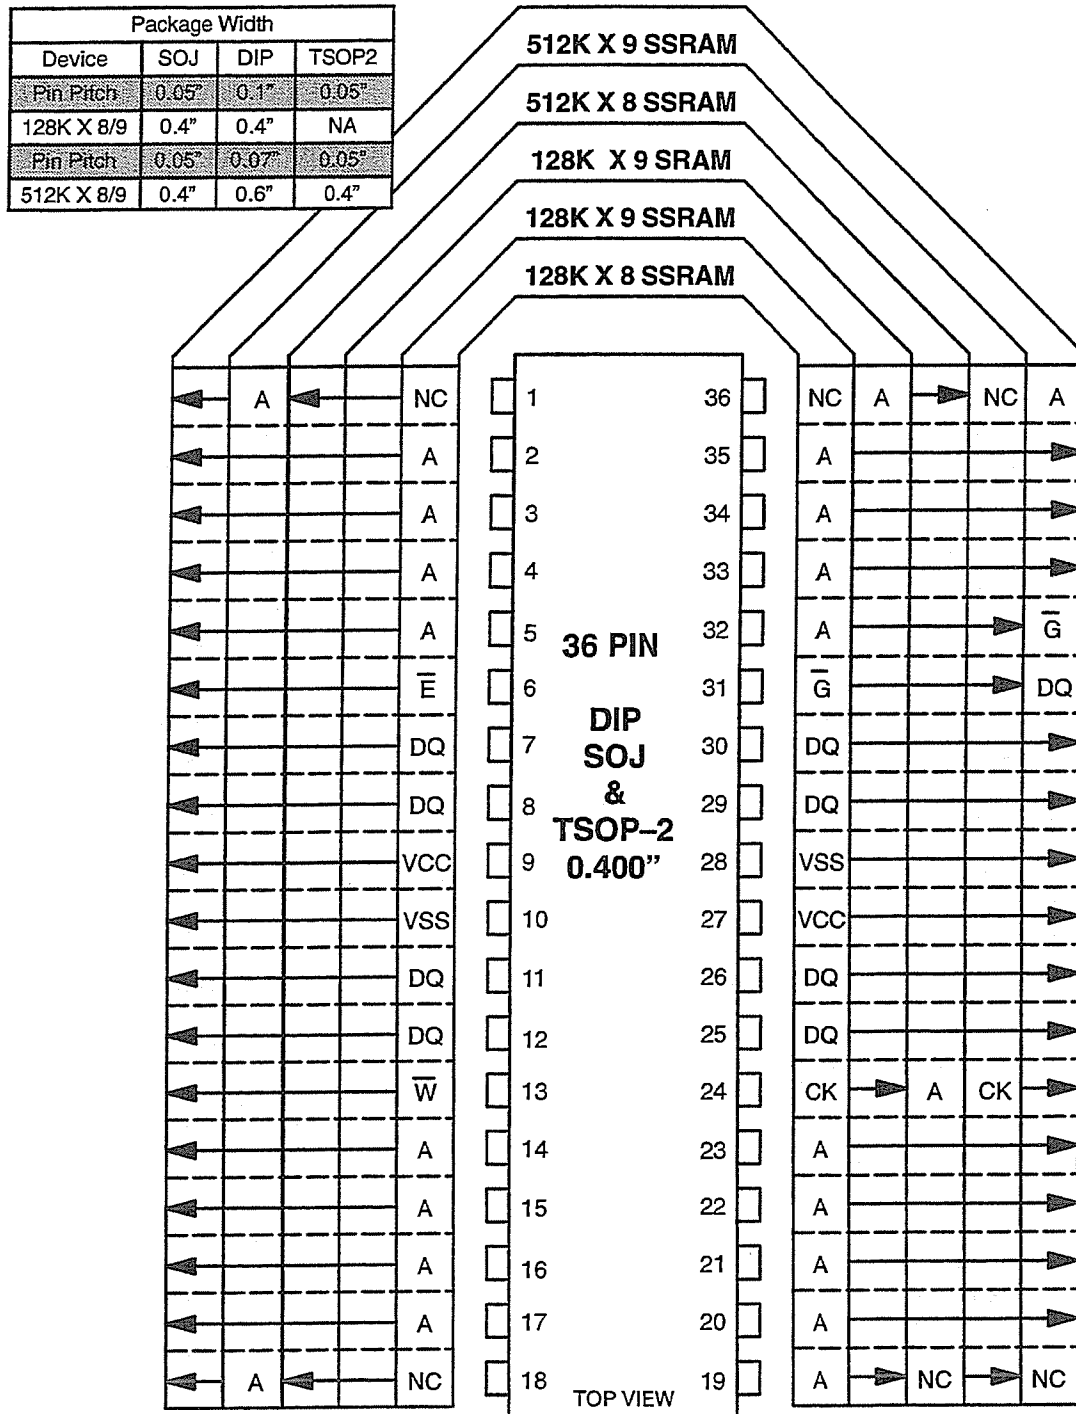 Package Width
Device SOJ DIP TSOP2
Pin Pitch 0.05" 0.1" 0.05"
128K X 8/9 0.4" 0.4" NA
Pin Pitch 0.05" 0.07" 0.05"
512K X 8/9 0.4" 0.6" 0.4"
512K X 9 SSRAM
512K X 8 SSRAM
128K X 9 SRAM
128K X 9 SSRAM
128K X 8 SSRAM
A NC 1 36 NC A NC A
A 2 35 A
A 3 34 A
A 4 33 A
A 5 32 A G̅
36 PIN
E̅ 6 31 G̅ DQ
DIP
DQ 7 30 DQ
SOJ
&
DQ 8 29 DQ
TSOP–2
VCC 9 28 VSS
0.400”
VSS 10 27 VCC
DQ 11 26 DQ
DQ 12 25 DQ
W̅ 13 24 CK A CK
A 14 23 A
A 15 22 A
A 16 21 A
A 17 20 A
A NC 18 19 A NC NC
TOP VIEW